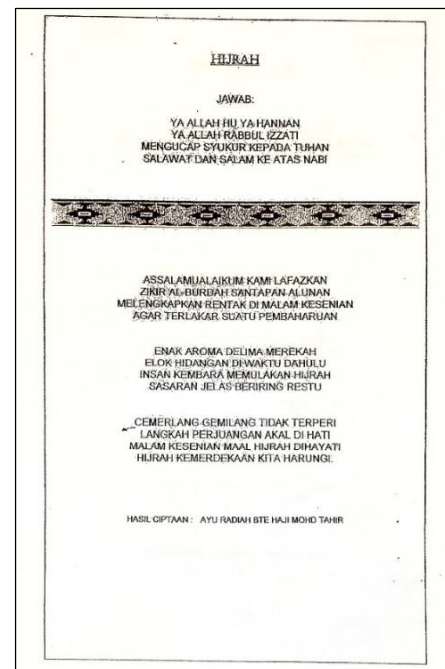 HIJRAH
JAWAB:
YA ALLAH HU YA HANNAN
YA ALLAH RABBUL IZZATI
MENGUCAP SYUKUR KEPADA TUHAN
SALAWAT DAN SALAM KE ATAS NABI
ASSALAMUALAIKUM KAMI LAFAZKAN
ZIKIR AL-BURDAH SANTAPAN ALUNAN
MELENGKAPKAN RENTAK DI MALAM KESENIAN
AGAR TERLAKAR SUATU PEMBAHARUAN
ENAK AROMA DELIMA MEREKAH
ELOK HIDANGAN DI WAKTU DAHULU
INSAN KEMBARA MEMULAKAN HIJRAH
SASARAN JELAS BERIRING RESTU
CEMERLANG GEMILANG TIDAK TERPERI
LANGKAH PERJUANGAN AKAL DI HATI
MALAM KESENIAN MAAL HIJRAH DIHAYATI
HIJRAH KEMERDEKAAN KITA HARUNGI.
HASIL CIPTAAN : AYU RADIAH BTE HAJI MOHD TAHIR